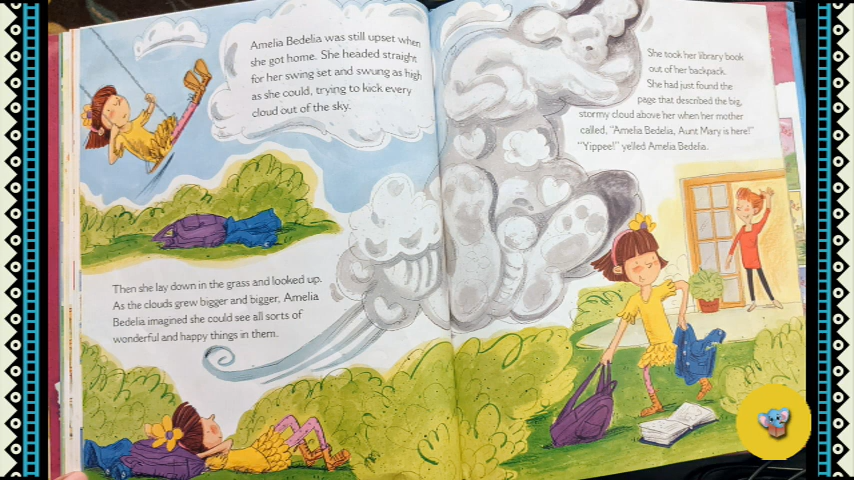 Amelia Bedelia was still upset when
she got home. She headed straight
for her swing set and swung as high
as she could, trying to kick every
cloud out of the sky.
Then she lay down in the grass and looked up.
As the clouds grew bigger and bigger, Amelia
Bedelia imagined she could see all sorts of
wonderful and happy things in them.
She took her library book
out of her backpack.
She had just found the
page that described the big,
stormy cloud above her when her mother
called, "Amelia Bedelia, Aunt Mary is here!"
"Yippee!" yelled Amelia Bedelia.